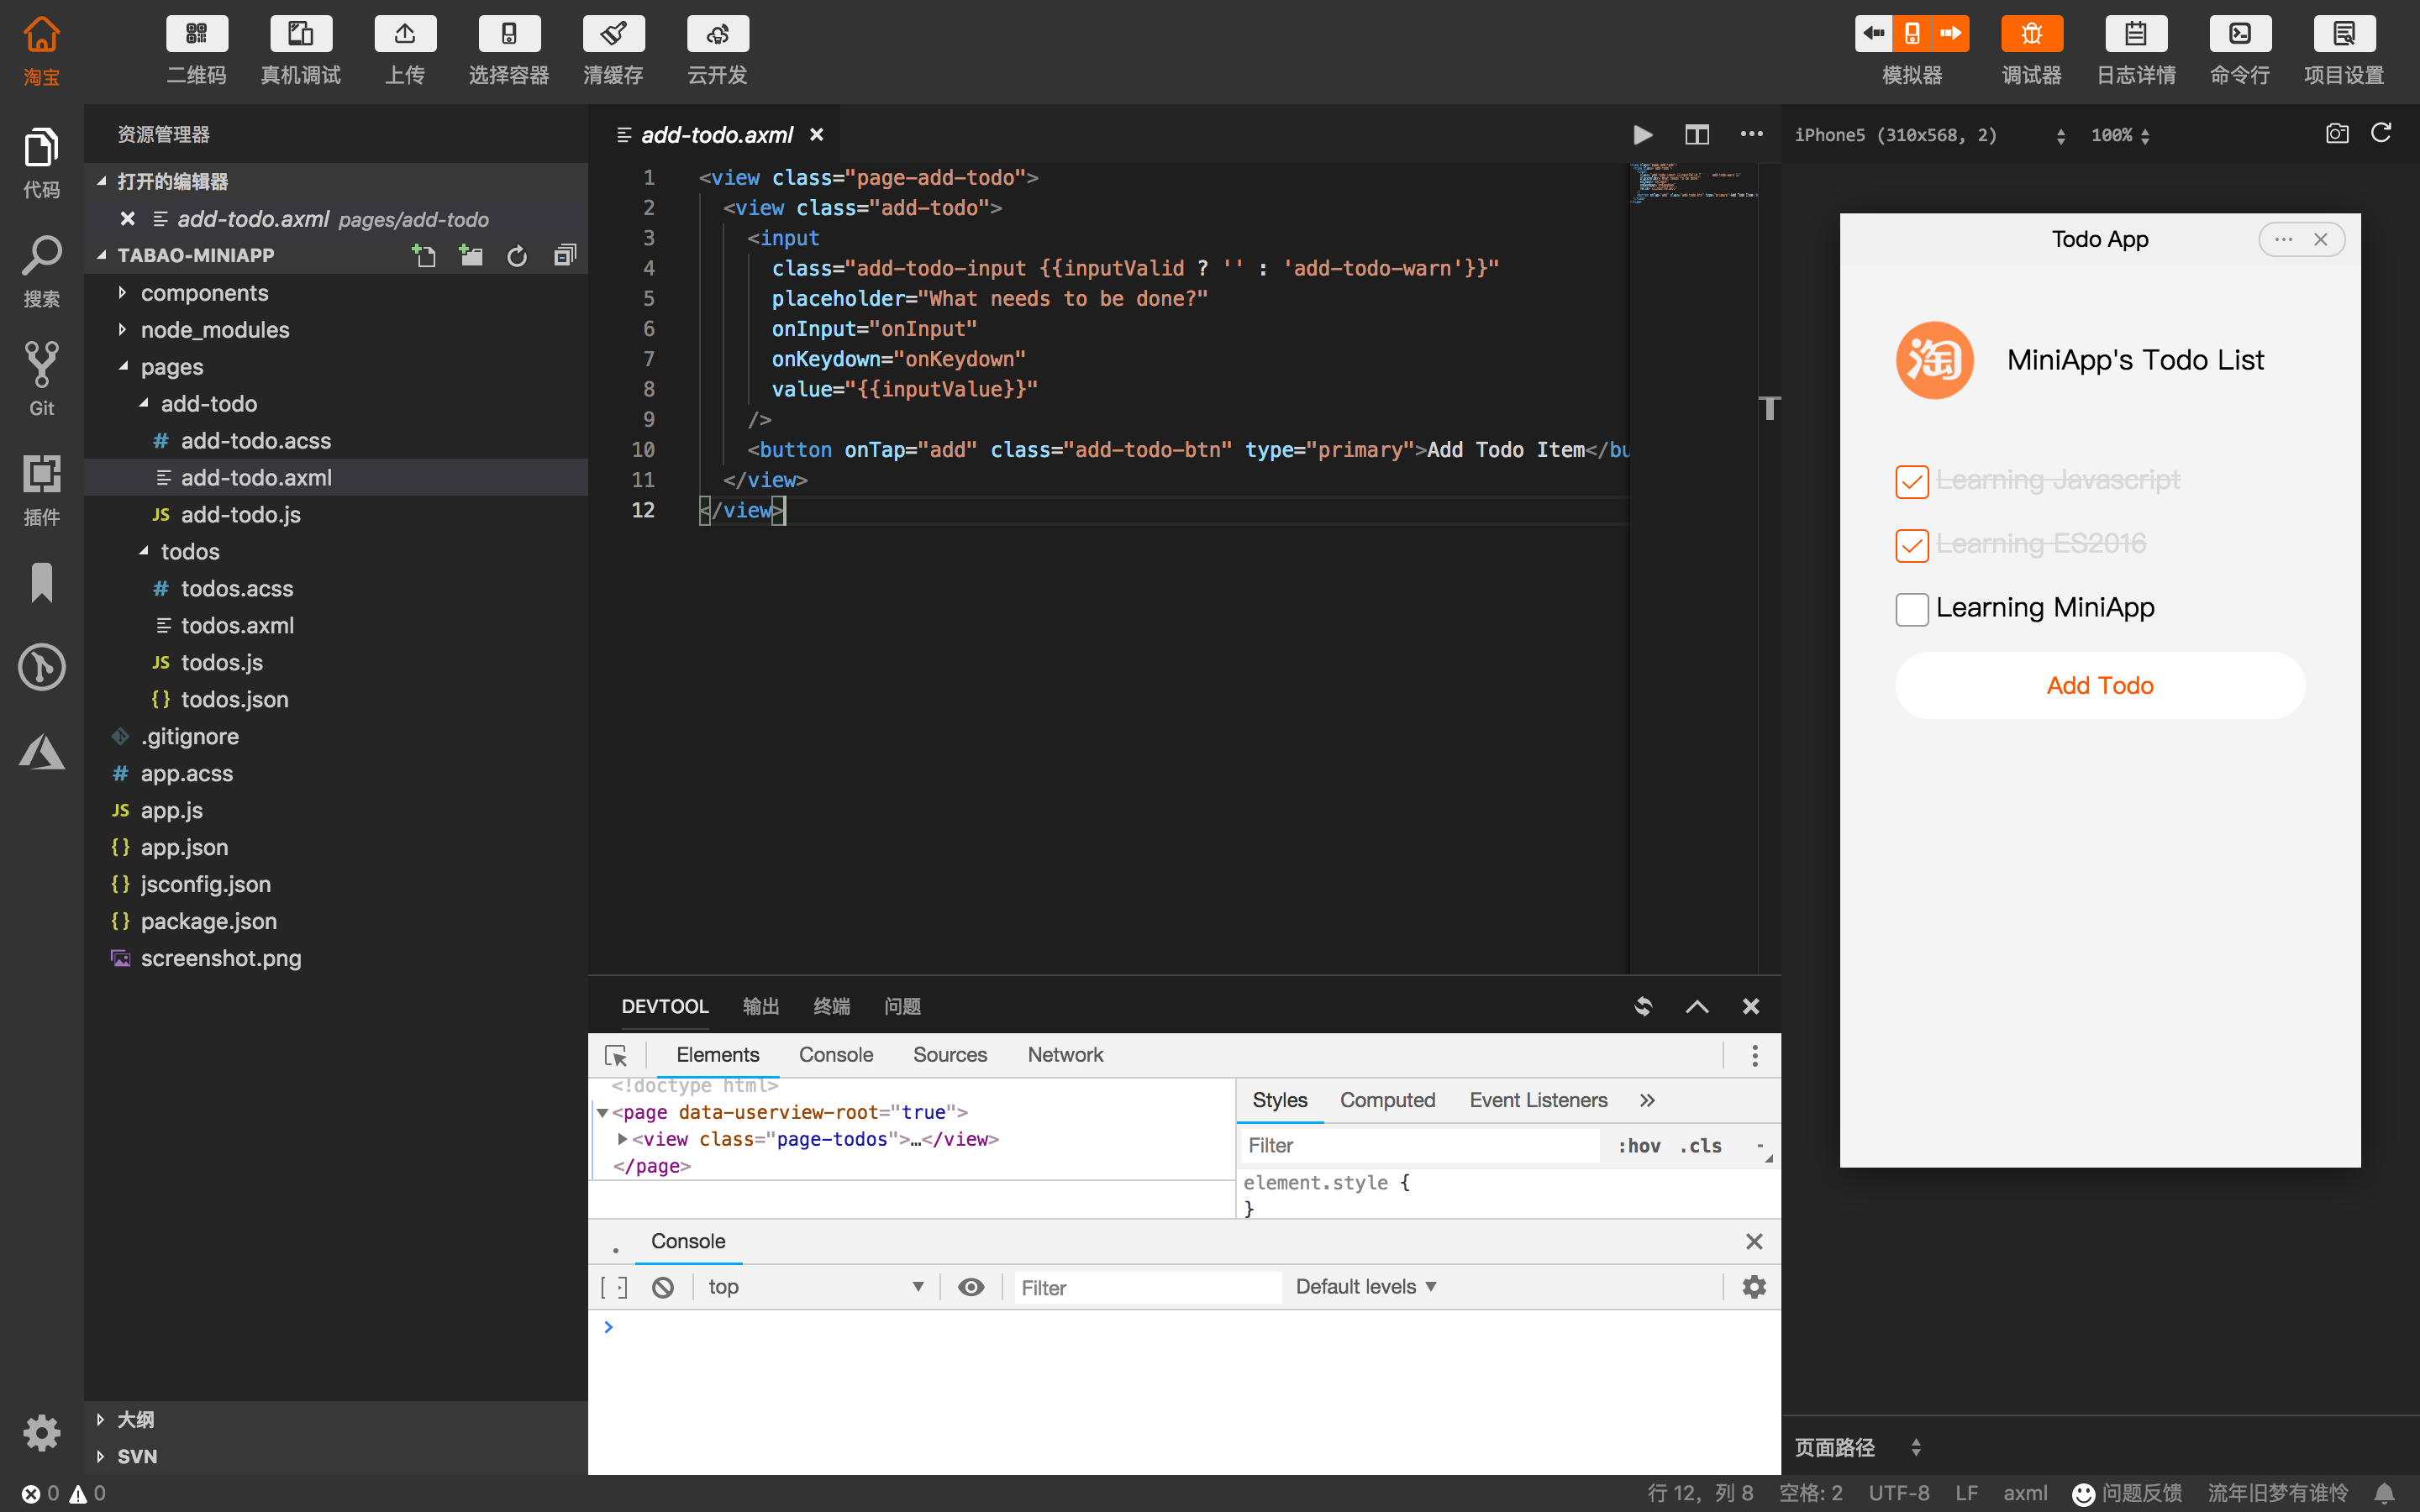 淘宝
二维码
真机调试
上传
选择容器
清缓存
云开发
模拟器
调试器
日志详情
命令行
项目设置
代码
搜索
Git
插件
资源管理器
打开的编辑器
add-todo.axml pages/add-todo
TABAO-MINIAPP
components
node_modules
pages
add-todo
# add-todo.acss
add-todo.axml
JS add-todo.js
todos
# todos.acss
todos.axml
JS todos.js
{} todos.json
.gitignore
# app.acss
JS app.js
{} app.json
{} jsconfig.json
{} package.json
screenshot.png
大纲
SVN
add-todo.axml
1 <view class="page-add-todo">
2 <view class="add-todo">
3 <input
4 class="add-todo-input {{inputValid ? '' : 'add-todo-warn'}}"
5 placeholder="What needs to be done?"
6 onInput="onInput"
7 onKeydown="onKeydown"
8 value="{{inputValue}}"
9 />
10 <button onTap="add" class="add-todo-btn" type="primary">Add Todo Item</bu
11 </view>
12 </view>
DEVTOOL 输出 终端 问题
Elements Console Sources Network
<!doctype html>
<page data-userview-root="true">
<view class="page-todos">…</view>
</page>
Styles Computed Event Listeners »
Filter :hov .cls
element.style {
}
Console
top Filter Default levels
iPhone5 (310x568, 2) 100%
Todo App
淘 MiniApp's Todo List
Learning Javascript
Learning ES2016
Learning MiniApp
Add Todo
T
页面路径
0 0
行 12，列 8 空格: 2 UTF-8 LF axml 问题反馈 流年旧梦有谁怜